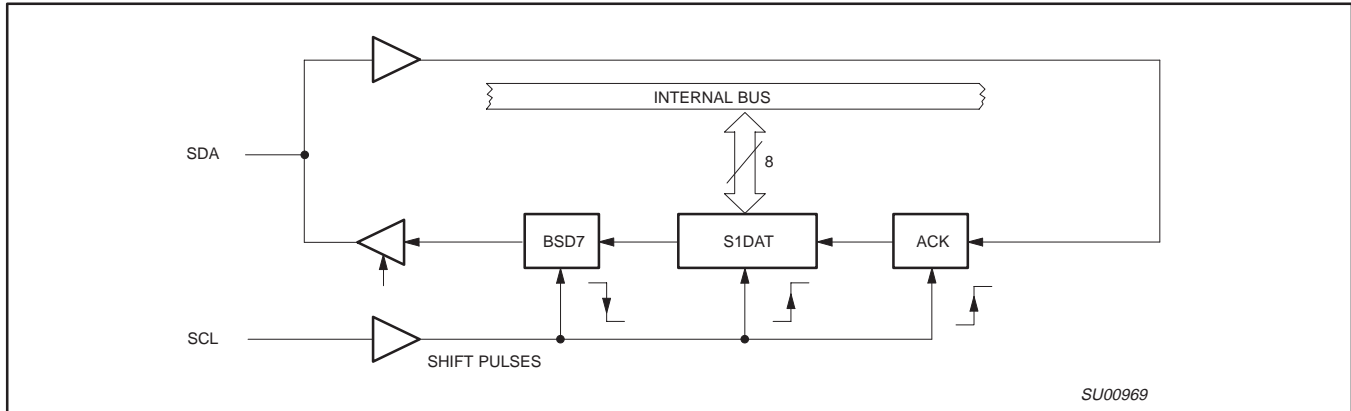 INTERNAL BUS
SDA
8
BSD7
S1DAT
ACK
SCL
SHIFT PULSES
SU00969